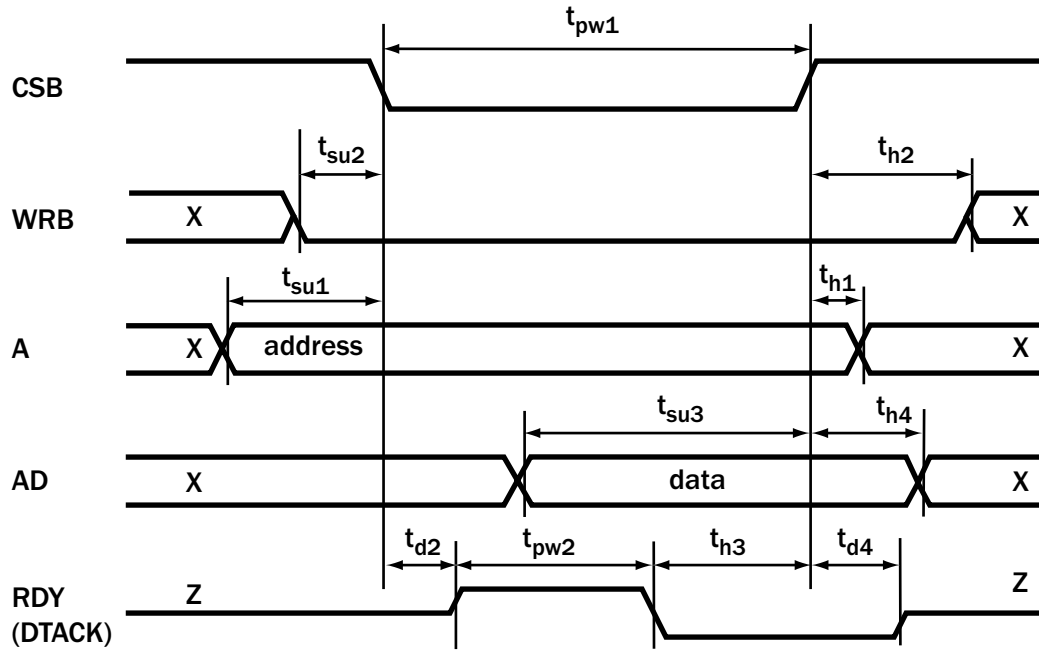 t_pw1
CSB
t_su2 t_h2
WRB X X
t_su1 t_h1
A X address X
t_su3 t_h4
AD X data X
t_d2 t_pw2 t_h3 t_d4
RDY Z Z
(DTACK)